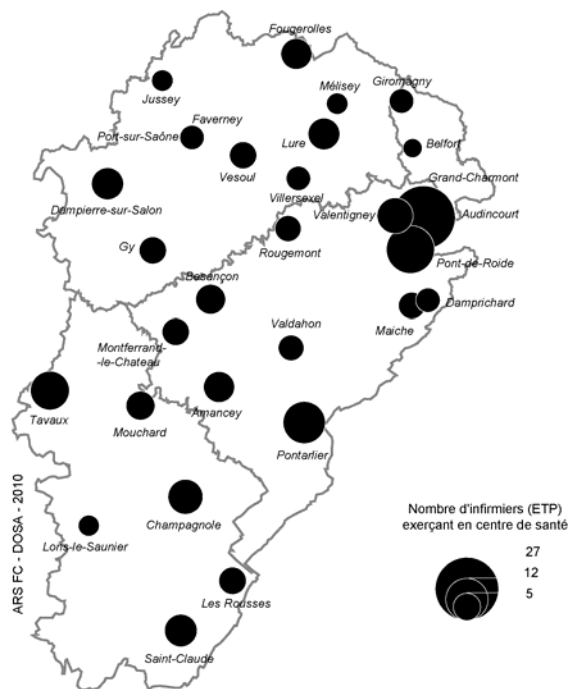 Fougerolles
Jussey
Mélisey
Giromagny
Faverney
Port-sur-Saône
Lure
Belfort
Vesoul
Grand-Charmont
Villersexel
Dampierre-sur-Salon
Valentigney
Audincourt
Gy
Rougemont
Pont-de-Roide
Besançon
Damprichard
Maiche
Valdahon
Montferrand-
-le-Chateau
Tavaux
Mouchard
Amancey
Pontarlier
Champagnole
Lons-le-Saunier
Les Rousses
Saint-Claude
ARS FC - DOSA - 2010
Nombre d'infirmiers (ETP)
exerçant en centre de santé
27
12
5